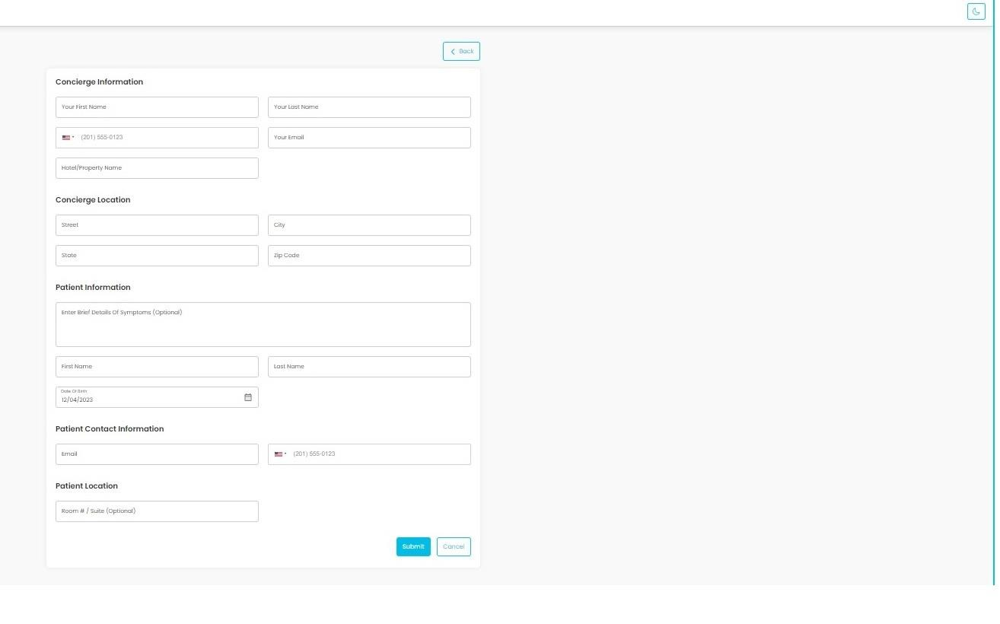 Back
Concierge Information
Your First Name
Your Last Name
(201) 555-0123
Your Email
Hotel/Property Name
Concierge Location
Street
City
State
Zip Code
Patient Information
Enter Brief Details Of Symptoms (Optional)
First Name
Last Name
Date Of Birth
12/04/2023
Patient Contact Information
Email
(201) 555-0123
Patient Location
Room # / Suite (Optional)
Submit
Cancel